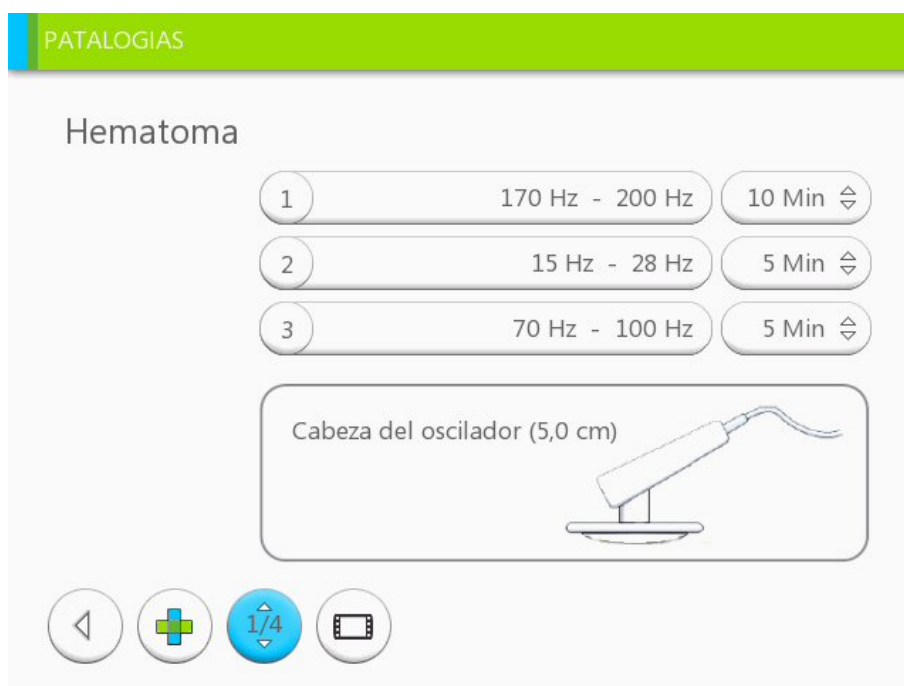 PATALOGIAS
Hematoma
1 170 Hz - 200 Hz 10 Min
2 15 Hz - 28 Hz 5 Min
3 70 Hz - 100 Hz 5 Min
Cabeza del oscilador (5,0 cm)
1/4